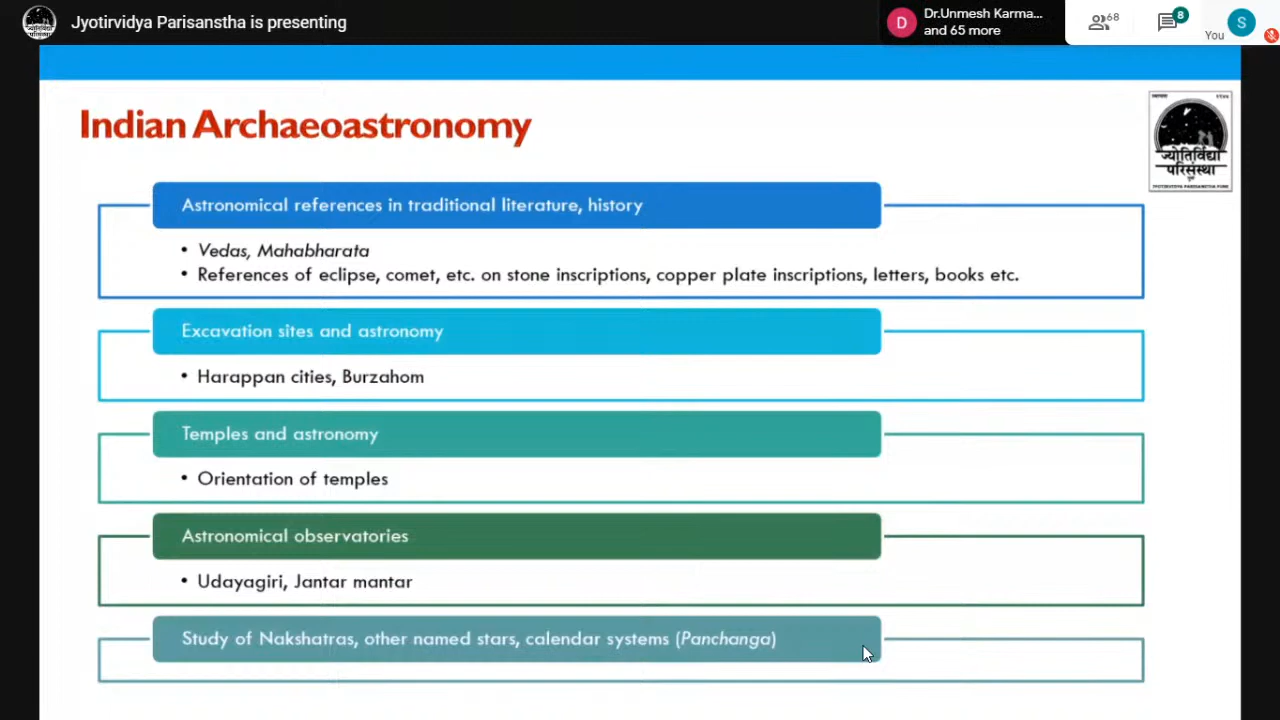 Jyotirvidya Parisanstha is presenting
D
Dr.Unmesh Karma...
and 65 more
68
8
You
S
Indian Archaeoastronomy
ज्योतिर्विद्या
परिसंस्था
JYOTIRVIDYA PARISANSTHA PUNE
Astronomical references in traditional literature, history
• Vedas, Mahabharata
• References of eclipse, comet, etc. on stone inscriptions, copper plate inscriptions, letters, books etc.
Excavation sites and astronomy
• Harappan cities, Burzahom
Temples and astronomy
• Orientation of temples
Astronomical observatories
• Udayagiri, Jantar mantar
Study of Nakshatras, other named stars, calendar systems (Panchanga)